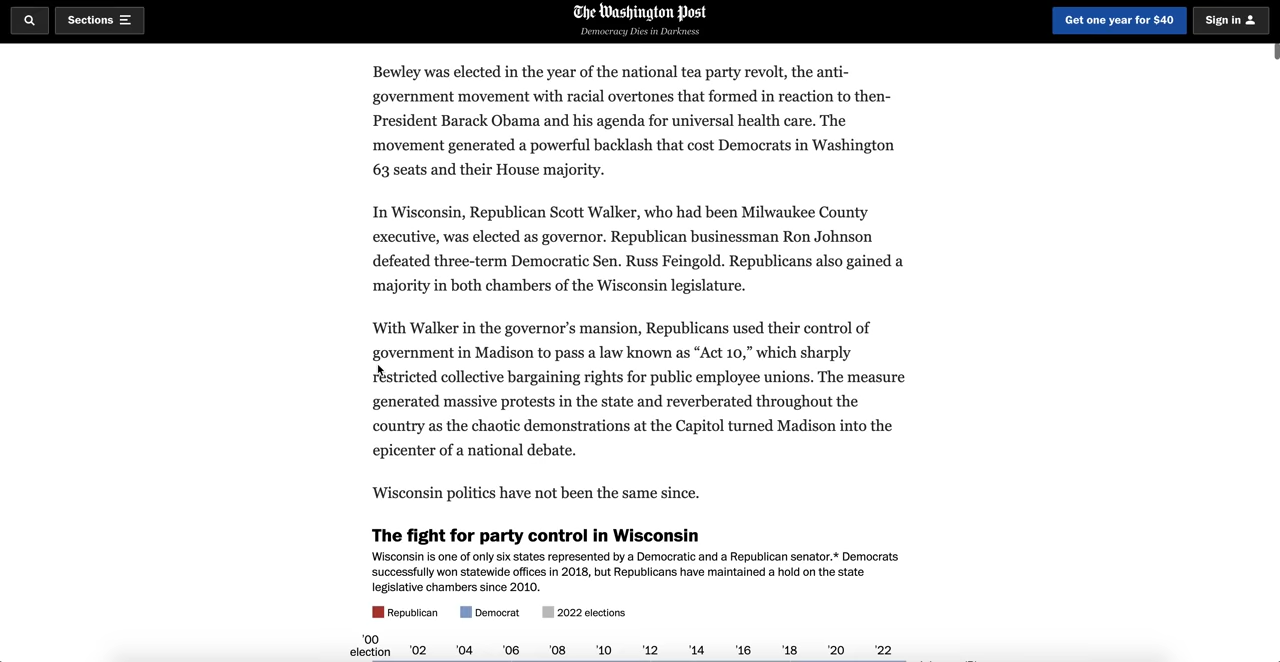 Sections
The Washington Post
Democracy Dies in Darkness
Get one year for $40
Sign in
Bewley was elected in the year of the national tea party revolt, the anti-
government movement with racial overtones that formed in reaction to then-
President Barack Obama and his agenda for universal health care. The
movement generated a powerful backlash that cost Democrats in Washington
63 seats and their House majority.
In Wisconsin, Republican Scott Walker, who had been Milwaukee County
executive, was elected as governor. Republican businessman Ron Johnson
defeated three-term Democratic Sen. Russ Feingold. Republicans also gained a
majority in both chambers of the Wisconsin legislature.
With Walker in the governor’s mansion, Republicans used their control of
government in Madison to pass a law known as “Act 10,” which sharply
restricted collective bargaining rights for public employee unions. The measure
generated massive protests in the state and reverberated throughout the
country as the chaotic demonstrations at the Capitol turned Madison into the
epicenter of a national debate.
Wisconsin politics have not been the same since.
The fight for party control in Wisconsin
Wisconsin is one of only six states represented by a Democratic and a Republican senator.* Democrats
successfully won statewide offices in 2018, but Republicans have maintained a hold on the state
legislative chambers since 2010.
Republican Democrat 2022 elections
’00
election ’02 ’04 ’06 ’08 ’10 ’12 ’14 ’16 ’18 ’20 ’22